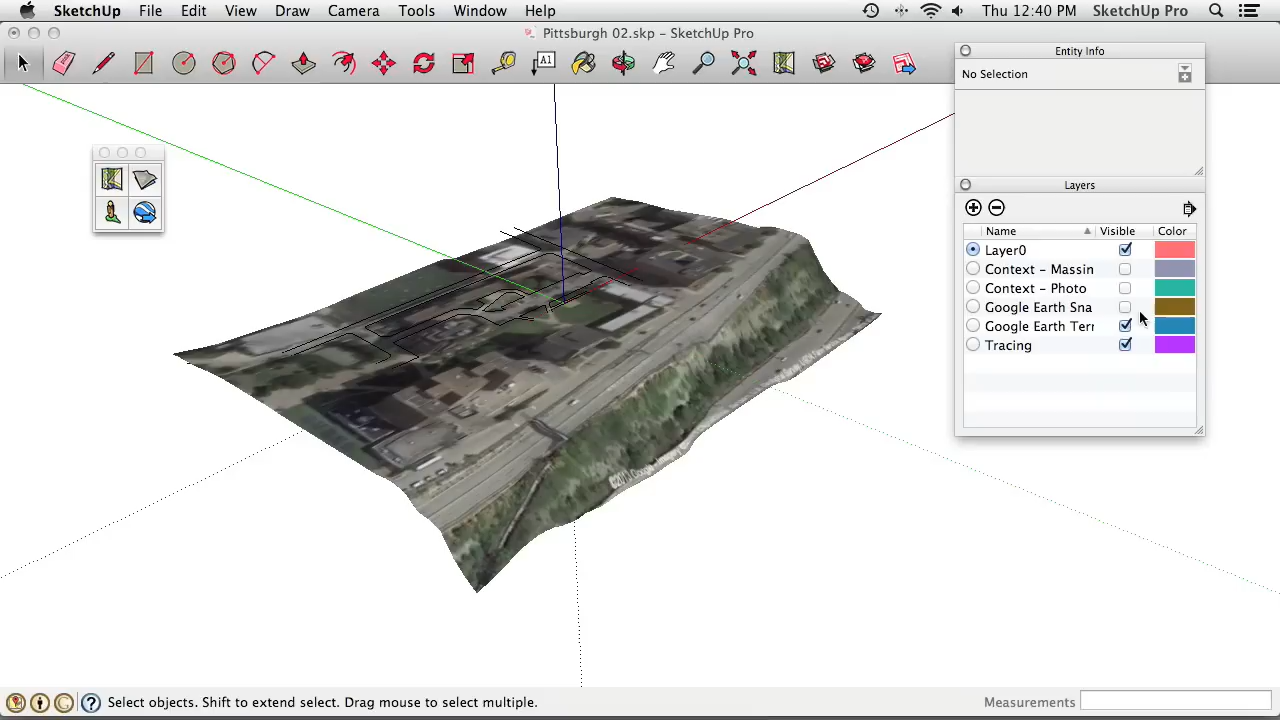 SketchUp File Edit View Draw Camera Tools Window Help Thu 12:40 PM SketchUp Pro
Pittsburgh 02.skp – SketchUp Pro
A1
Entity Info
No Selection
Layers
Name Visible Color
Layer0
Context – Massin
Context – Photo
Google Earth Sna
Google Earth Terr
Tracing
Select objects. Shift to extend select. Drag mouse to select multiple.
Measurements